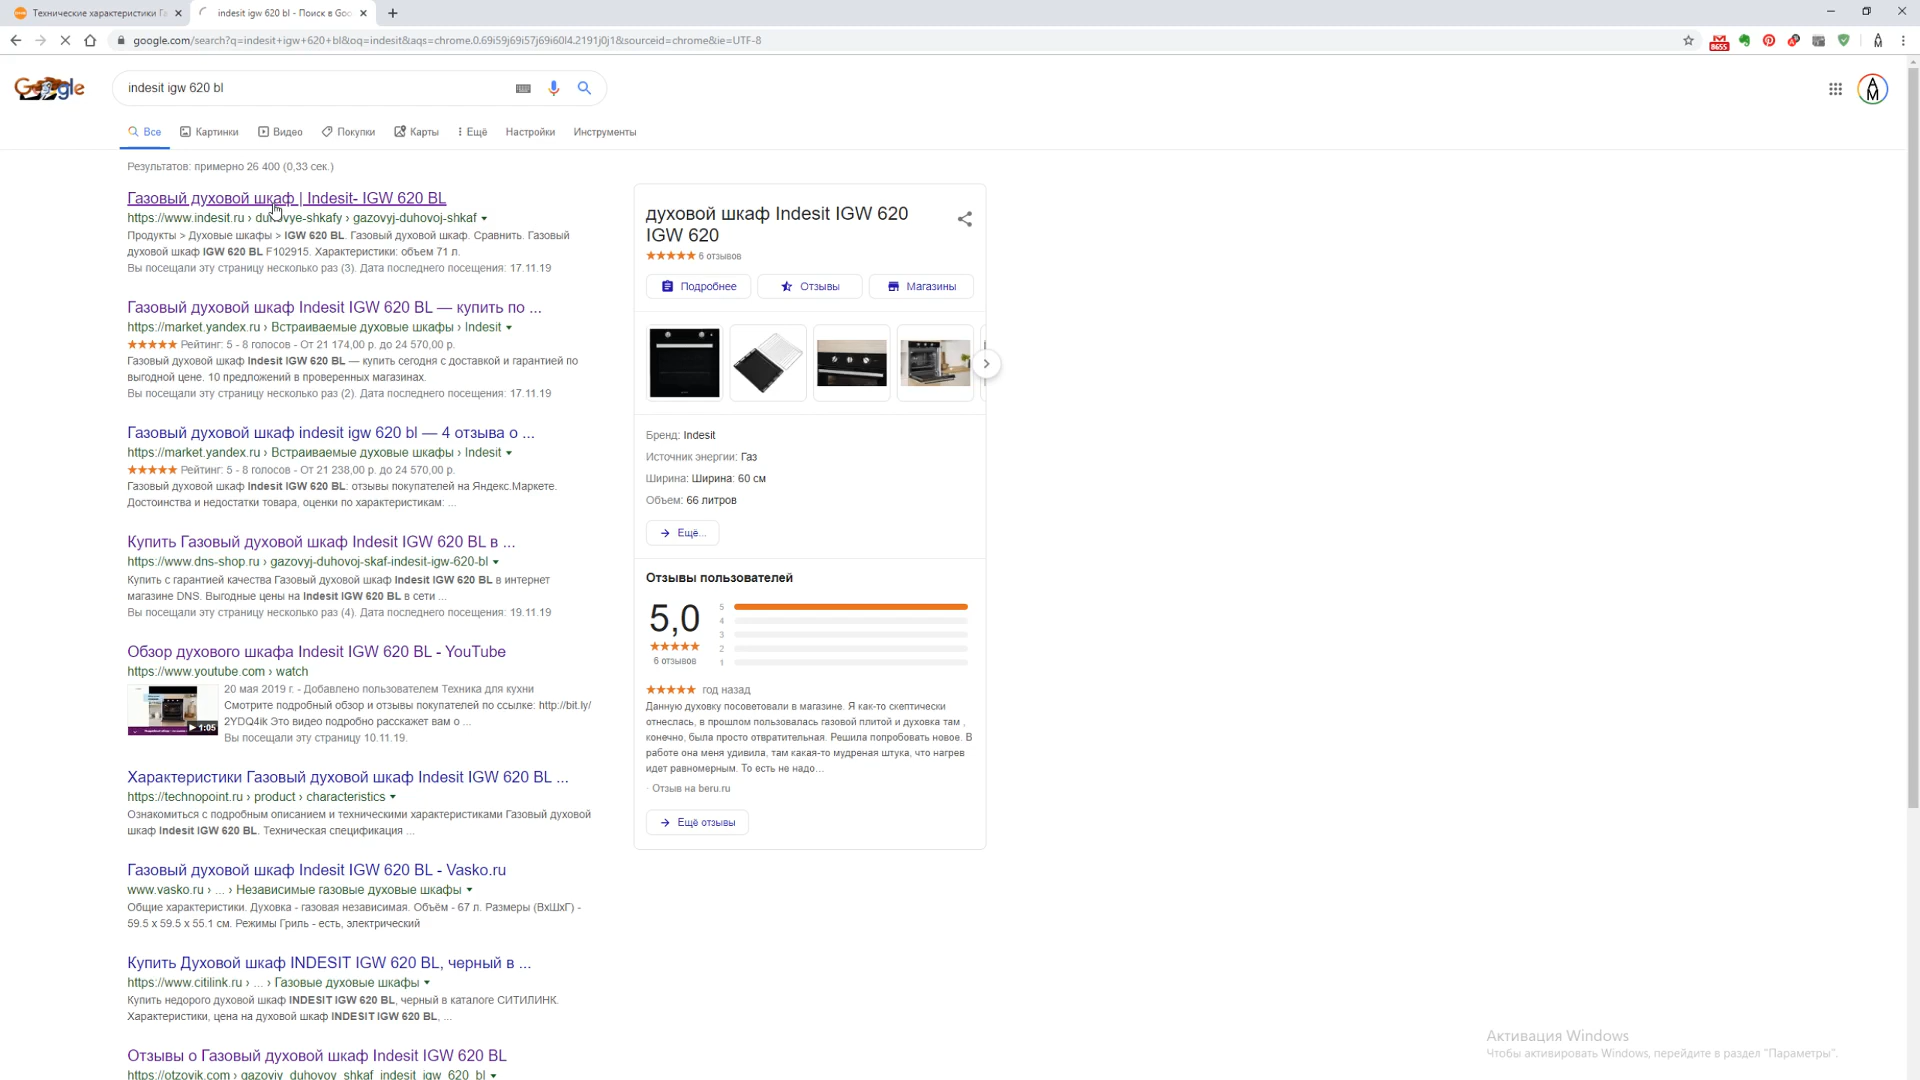 Технические характеристики Га
indesit igw 620 bl - Поиск в Goo
google.com/search?q=indesit+igw+620+bl&oq=indesit&aqs=chrome.0.69i59j69i57j69i60l4.2191j0j1&sourceid=chrome&ie=UTF-8
8655
indesit igw 620 bl
Все Картинки Видео Покупки Карты Ещё Настройки Инструменты
Результатов: примерно 26 400 (0,33 сек.)
Газовый духовой шкаф | Indesit- IGW 620 BL
https://www.indesit.ru › duhovye-shkafy › gazovyj-duhovoj-shkaf
Продукты > Духовые шкафы > IGW 620 BL. Газовый духовой шкаф. Сравнить. Газовый
духовой шкаф IGW 620 BL F102915. Характеристики: объем 71 л.
Вы посещали эту страницу несколько раз (3). Дата последнего посещения: 17.11.19
Газовый духовой шкаф Indesit IGW 620 BL — купить по ...
https://market.yandex.ru › Встраиваемые духовые шкафы › Indesit
Рейтинг: 5 - 8 голосов - От 21 174,00 р. до 24 570,00 р.
Газовый духовой шкаф Indesit IGW 620 BL — купить сегодня с доставкой и гарантией по
выгодной цене. 10 предложений в проверенных магазинах.
Вы посещали эту страницу несколько раз (2). Дата последнего посещения: 17.11.19
Газовый духовой шкаф indesit igw 620 bl — 4 отзыва о ...
https://market.yandex.ru › Встраиваемые духовые шкафы › Indesit
Рейтинг: 5 - 8 голосов - От 21 238,00 р. до 24 570,00 р.
Газовый духовой шкаф Indesit IGW 620 BL: отзывы покупателей на Яндекс.Маркете.
Достоинства и недостатки товара, оценки по характеристикам: ...
Купить Газовый духовой шкаф Indesit IGW 620 BL в ...
https://www.dns-shop.ru › gazovyj-duhovoj-skaf-indesit-igw-620-bl
Купить с гарантией качества Газовый духовой шкаф Indesit IGW 620 BL в интернет
магазине DNS. Выгодные цены на Indesit IGW 620 BL в сети ...
Вы посещали эту страницу несколько раз (4). Дата последнего посещения: 19.11.19
Обзор духового шкафа Indesit IGW 620 BL - YouTube
https://www.youtube.com › watch
1:05
20 мая 2019 г. - Добавлено пользователем Техника для кухни
Смотрите подробный обзор и отзывы покупателей по ссылке: http://bit.ly/
2YDQ4ik Это видео подробно расскажет вам о ...
Вы посещали эту страницу 10.11.19.
Характеристики Газовый духовой шкаф Indesit IGW 620 BL ...
https://technopoint.ru › product › characteristics
Ознакомиться с подробным описанием и техническими характеристиками Газовый духовой
шкаф Indesit IGW 620 BL. Техническая спецификация ...
Газовый духовой шкаф Indesit IGW 620 BL - Vasko.ru
www.vasko.ru › ... › Независимые газовые духовые шкафы
Общие характеристики. Духовка - газовая независимая. Объём - 67 л. Размеры (ВхШхГ) -
59.5 х 59.5 х 55.1 см. Режимы Гриль - есть, электрический
Купить Духовой шкаф INDESIT IGW 620 BL, черный в ...
https://www.citilink.ru › ... › Газовые духовые шкафы
Купить недорого духовой шкаф INDESIT IGW 620 BL, черный в каталоге СИТИЛИНК.
Характеристики, цена на духовой шкаф INDESIT IGW 620 BL, ...
Отзывы о Газовый духовой шкаф Indesit IGW 620 BL
https://otzovik.com › gazoviy_duhovoy_shkaf_indesit_igw_620_bl
духовой шкаф Indesit IGW 620
IGW 620
6 отзывов
Подробнее Отзывы Магазины
Бренд: Indesit
Источник энергии: Газ
Ширина: Ширина: 60 см
Объем: 66 литров
Ещё...
Отзывы пользователей
5,0
6 отзывов
5
4
3
2
1
год назад
Данную духовку посоветовали в магазине. Я как-то скептически
отнеслась, в прошлом пользовалась газовой плитой и духовка там ,
конечно, была просто отвратительная. Решила попробовать новое. В
работе она меня удивила, там какая-то мудреная штука, что нагрев
идет равномерным. То есть не надо...
· Отзыв на beru.ru
Ещё отзывы
Активация Windows
Чтобы активировать Windows, перейдите в раздел "Параметры".